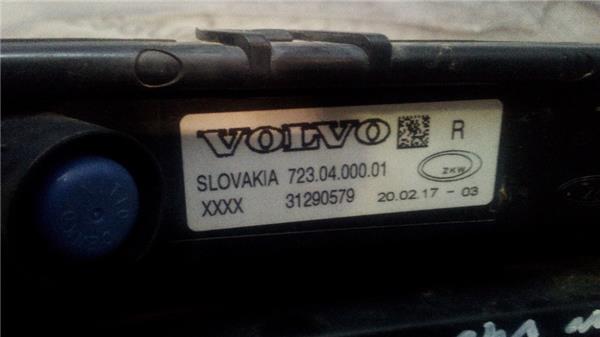 VOLVO R
SLOVAKIA 723.04.000.01 ZKW
XXXX 31290579 20.02.17 - 03